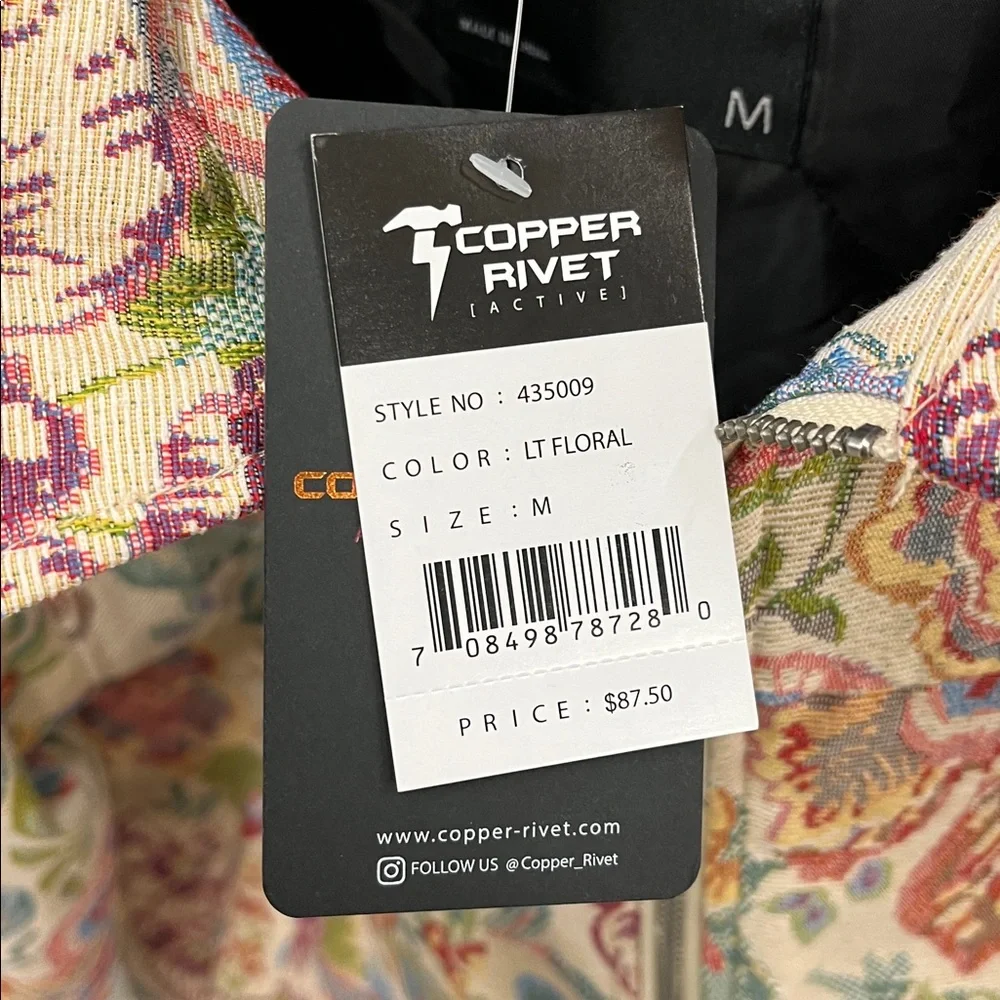 M
COPPER
RIVET
[ACTIVE]
STYLE NO : 435009
COLOR : LT FLORAL
SIZE : M
CO
7 08498 78728 0
PRICE : $87.50
www.copper-rivet.com
FOLLOW US @Copper_Rivet